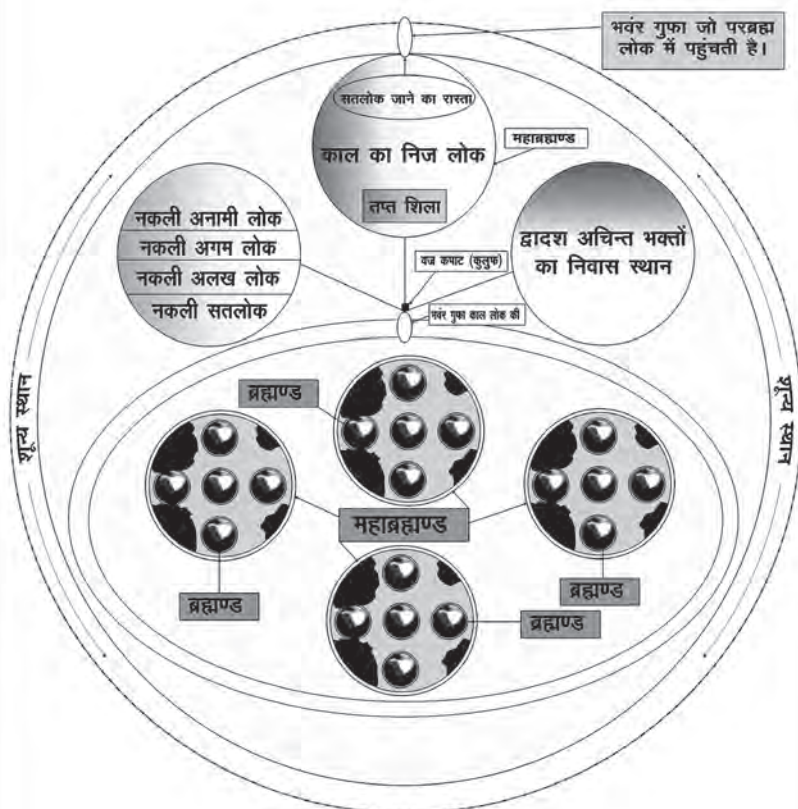 भवंर गुफा जो परब्रह्म
लोक में पहुंचती है।
सतलोक जाने का रास्ता
काल का निज लोक
महाब्रह्मण्ड
तप्त शिला
नकली अनामी लोक
नकली अगम लोक
नकली अलख लोक
नकली सतलोक
द्वादश अचिन्त भक्तों
का निवास स्थान
वज्र कपाट (कुलुफ)
भवंर गुफा काल लोक की
शून्य स्थान
शून्य स्थान
ब्रह्मण्ड
महाब्रह्मण्ड
ब्रह्मण्ड
ब्रह्मण्ड
ब्रह्मण्ड